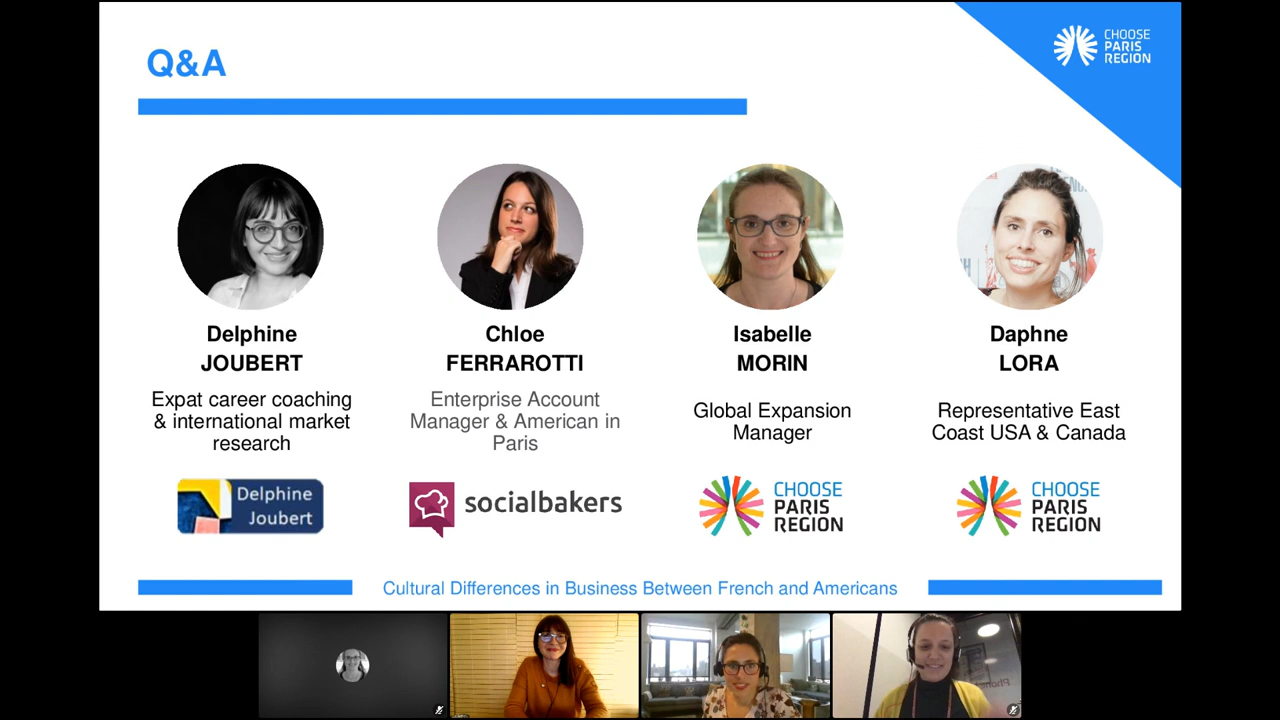 Q&A
CHOOSE
PARIS
REGION
Delphine
JOUBERT
Expat career coaching
& international market
research
Delphine
Joubert
Chloe
FERRAROTTI
Enterprise Account
Manager & American in
Paris
socialbakers
Isabelle
MORIN
Global Expansion
Manager
CHOOSE
PARIS
REGION
Daphne
LORA
Representative East
Coast USA & Canada
CHOOSE
PARIS
REGION
Cultural Differences in Business Between French and Americans